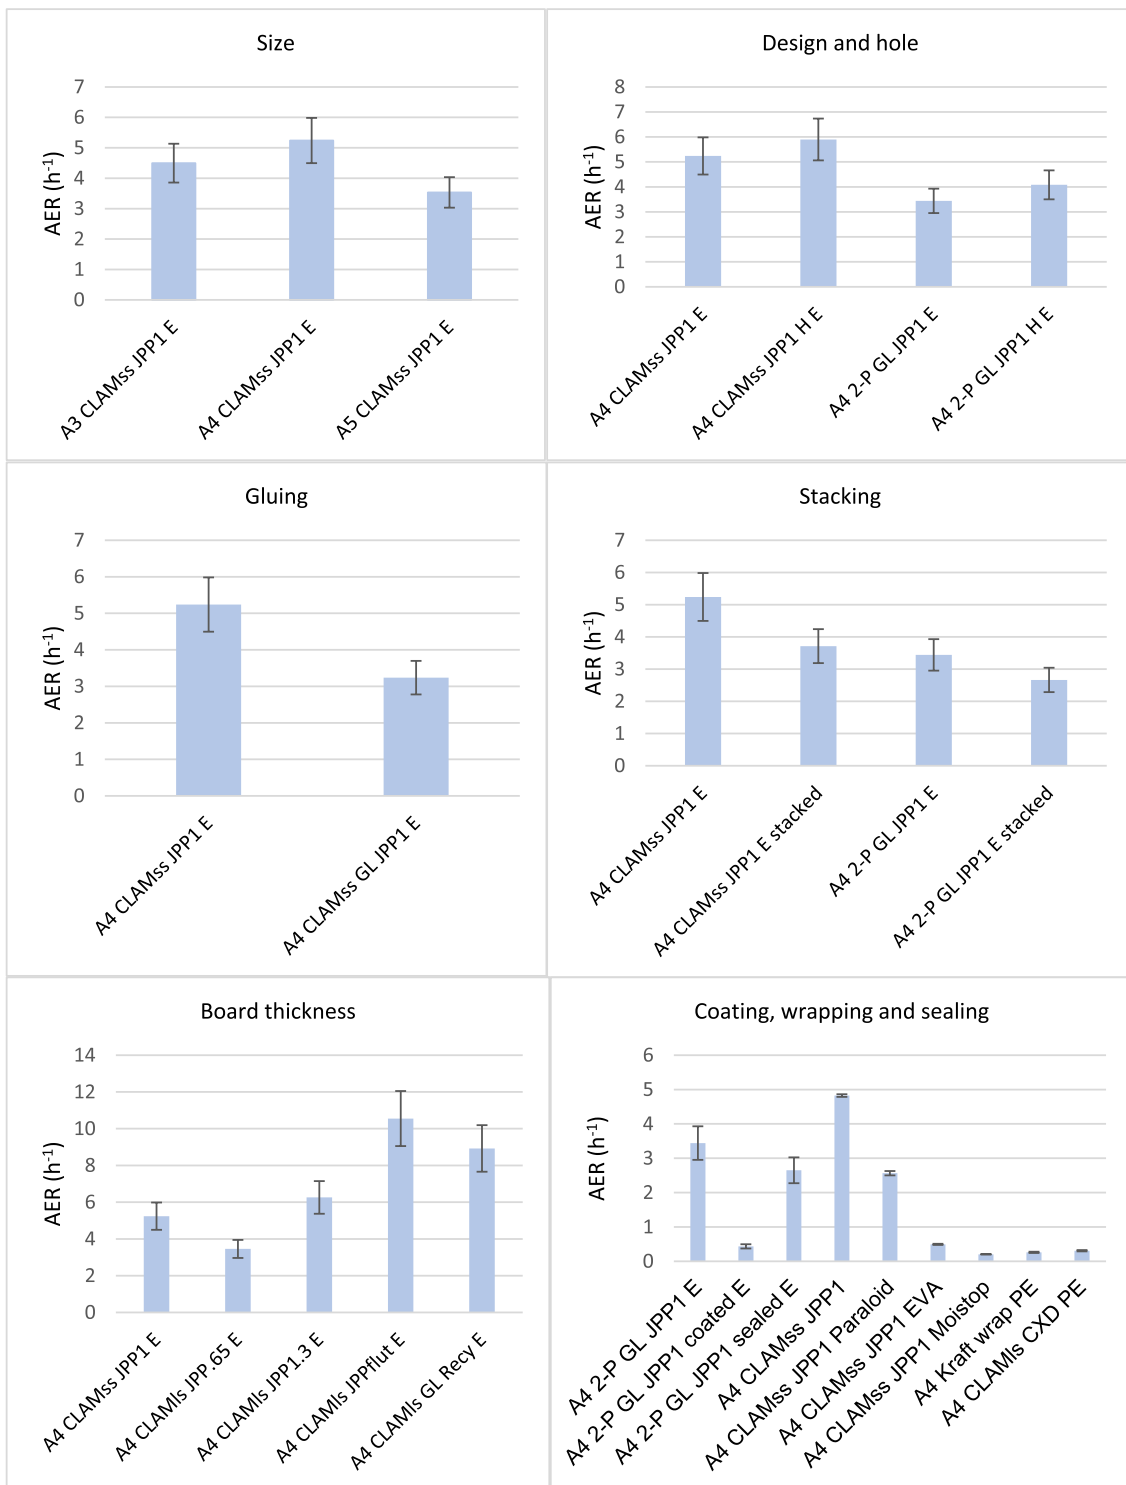 Size
7
6
5
4
3
2
1
0
AER (h⁻¹)
A3 CLAMss JPP1 E
A4 CLAMss JPP1 E
A5 CLAMss JPP1 E
Design and hole
8
7
6
5
4
3
2
1
0
AER (h⁻¹)
A4 CLAMss JPP1 E
A4 CLAMss JPP1 H E
A4 2-P GL JPP1 E
A4 2-P GL JPP1 H E
Gluing
7
6
5
4
3
2
1
0
AER (h⁻¹)
A4 CLAMss JPP1 E
A4 CLAMss GL JPP1 E
Stacking
7
6
5
4
3
2
1
0
AER (h⁻¹)
A4 CLAMss JPP1 E
A4 CLAMss JPP1 E stacked
A4 2-P GL JPP1 E
A4 2-P GL JPP1 E stacked
Board thickness
14
12
10
8
6
4
2
0
AER (h⁻¹)
A4 CLAMss JPP1 E
A4 CLAMls JPP.65 E
A4 CLAMls JPP1.3 E
A4 CLAMls JPPflut E
A4 CLAMls GL Recy E
Coating, wrapping and sealing
6
5
4
3
2
1
0
AER (h⁻¹)
A4 2-P GL JPP1 E
A4 2-P GL JPP1 coated E
A4 2-P GL JPP1 sealed E
A4 CLAMss JPP1
A4 CLAMss JPP1 Paraloid
A4 CLAMss JPP1 EVA
A4 CLAMss JPP1 Moistop
A4 Kraft wrap PE
A4 CLAMls CXD PE